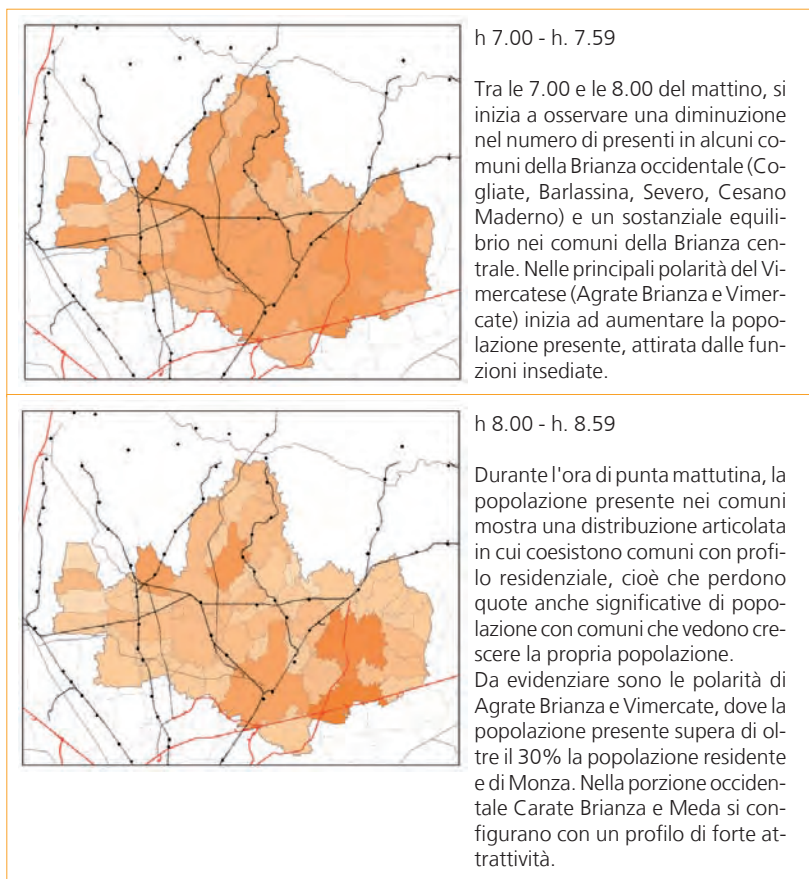 h 7.00 - h. 7.59
Tra le 7.00 e le 8.00 del mattino, si
inizia a osservare una diminuzione
nel numero di presenti in alcuni co-
muni della Brianza occidentale (Co-
gliate, Barlassina, Severo, Cesano
Maderno) e un sostanziale equili-
brio nei comuni della Brianza cen-
trale. Nelle principali polarità del Vi-
mercatese (Agrate Brianza e Vimer-
cate) inizia ad aumentare la popo-
lazione presente, attirata dalle fun-
zioni insediate.
h 8.00 - h. 8.59
Durante l'ora di punta mattutina, la
popolazione presente nei comuni
mostra una distribuzione articolata
in cui coesistono comuni con profi-
lo residenziale, cioè che perdono
quote anche significative di popo-
lazione con comuni che vedono cre-
scere la propria popolazione.
Da evidenziare sono le polarità di
Agrate Brianza e Vimercate, dove la
popolazione presente supera di ol-
tre il 30% la popolazione residente
e di Monza. Nella porzione occiden-
tale Carate Brianza e Meda si con-
figurano con un profilo di forte at-
trattività.